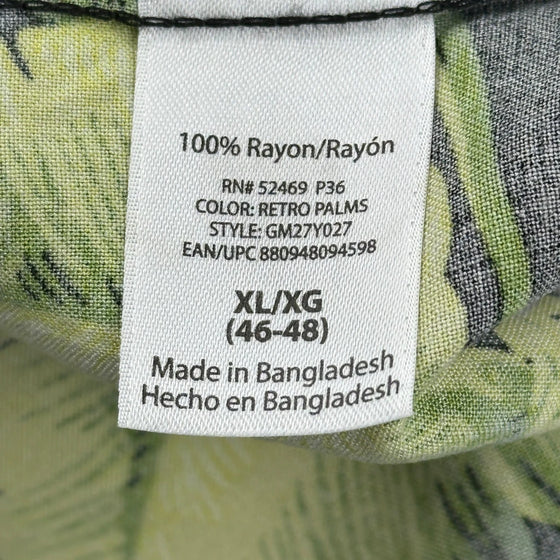 100% Rayon/Rayón
RN# 52469 P36
COLOR: RETRO PALMS
STYLE: GM27Y027
EAN/UPC 880948094598
XL/XG
(46-48)
Made in Bangladesh
Hecho en Bangladesh